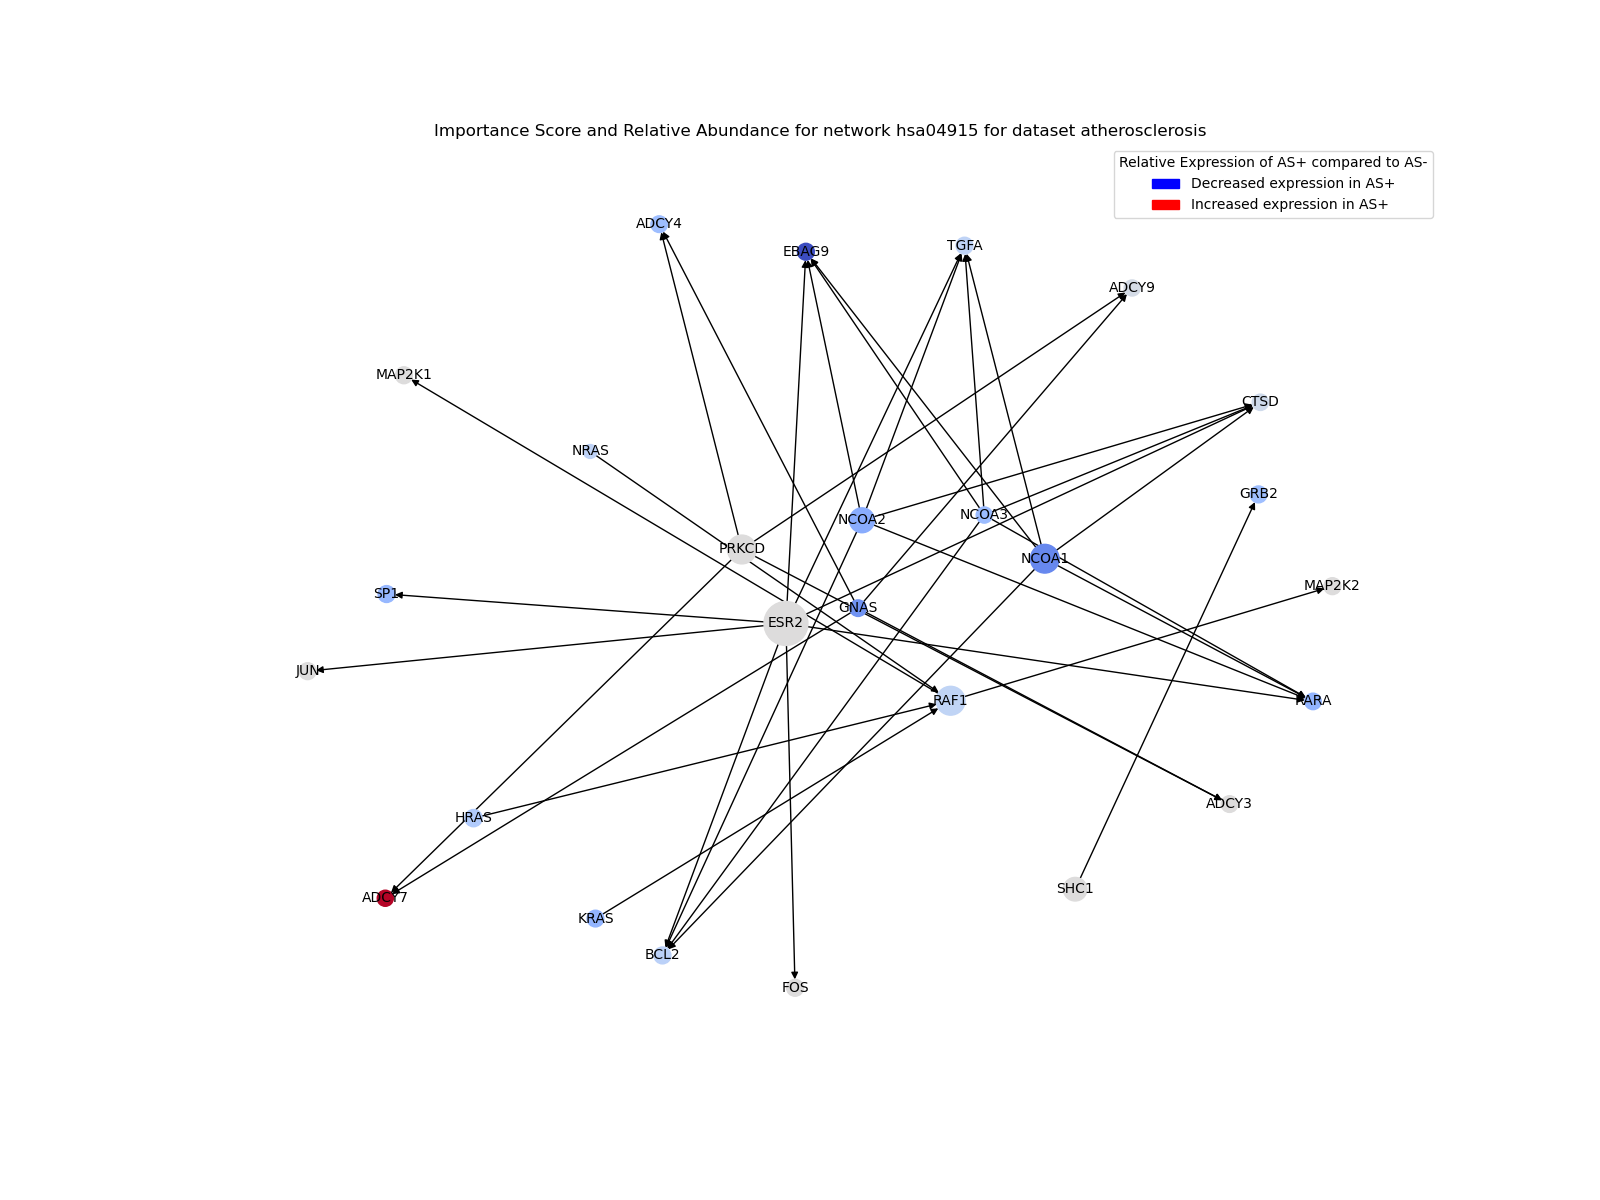 Importance Score and Relative Abundance for network hsa04915 for dataset atherosclerosis
Relative Expression of AS+ compared to AS-
Decreased expression in AS+
Increased expression in AS+
ADCY4
EBAG9
TGFA
ADCY9
MAP2K1
CTSD
NRAS
GRB2
NCOA2
NCOA3
PRKCD
NCOA1
SP1
MAP2K2
GNAS
ESR2
JUN
RAF1
RARA
ADCY3
HRAS
SHC1
ADCY7
KRAS
BCL2
FOS